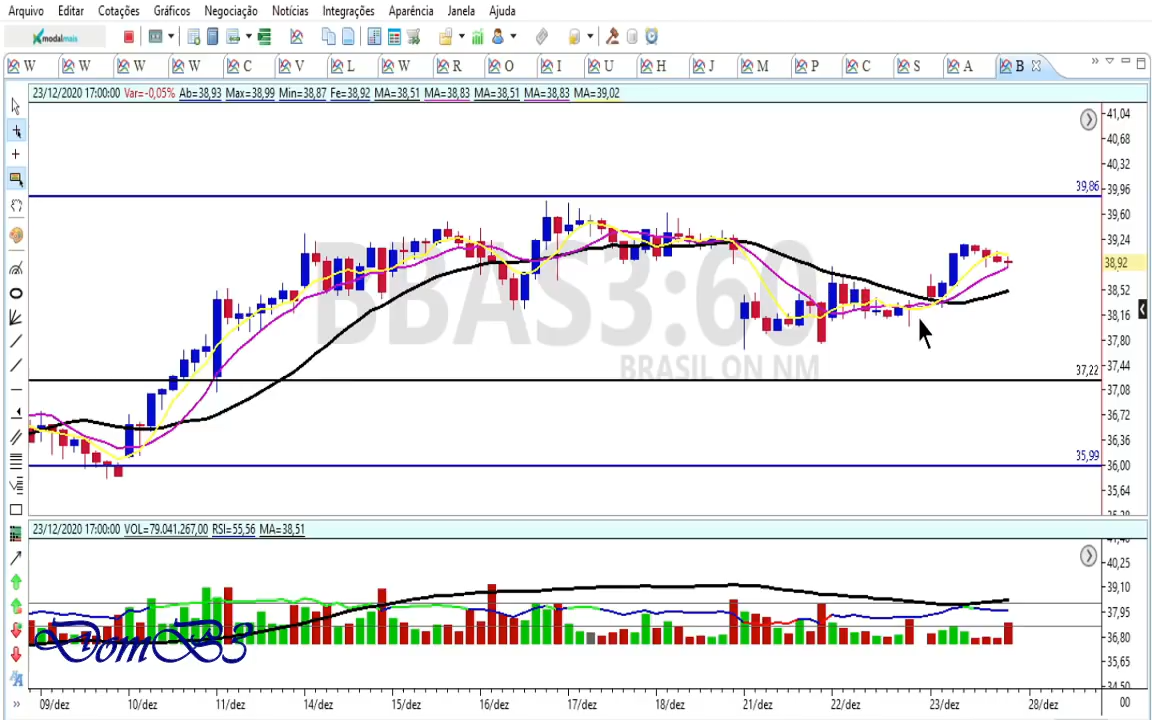 Arquivo Editar Cotações Gráficos Negociação Notícias Integrações Aparência Janela Ajuda
modalmais
W W W W C V L W R O I U H J M P C S A B
23/12/2020 17:00:00 Var=-0,05% Ab=38,93 Max=38,99 Min=38,87 Fe=38,92 MA=38,51 MA=38,83 MA=38,51 MA=38,83 MA=39,02
41,04
40,68
40,32
39,86 39,96
39,60
39,24
38,92
38,52
38,16
37,80
37,44
37,22
37,08
36,72
36,36
35,99 36,00
35,64
BBAS3:60
BRASIL ON NM
23/12/2020 17:00:00 VOL=79.041.267,00 RSI=55,56 MA=38,51
40,25
39,10
37,95
36,80
35,65
34,50
DomB3
09/dez 10/dez 11/dez 14/dez 15/dez 16/dez 17/dez 18/dez 21/dez 22/dez 23/dez 28/dez 00